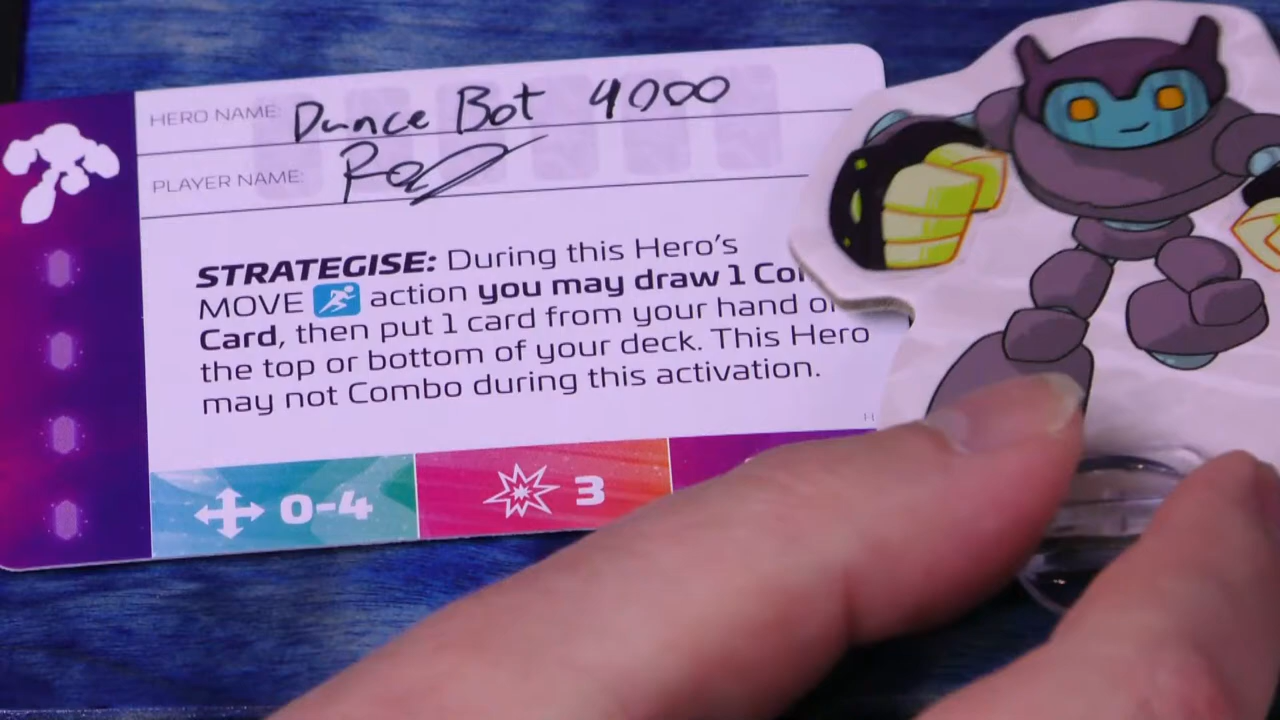 HERO NAME: Dance Bot 4000
PLAYER NAME:
STRATEGISE: During this Hero's
MOVE action you may draw 1
Card, then put 1 card from your hand
the top or bottom of your deck. This Hero
may not Combo during this activation.
0-4 3